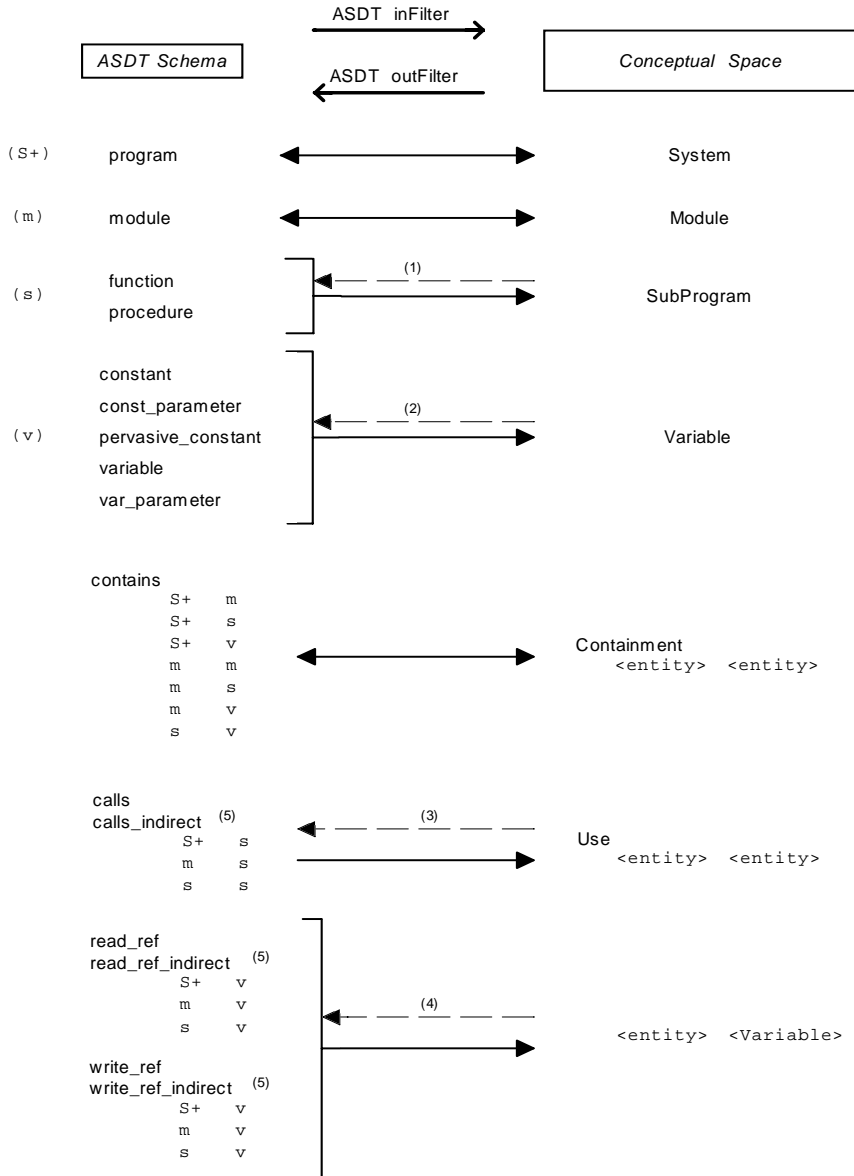 ASDT inFilter
ASDT Schema
Conceptual Space
ASDT outFilter
(S+) program System
(m) module Module
(1)
function
(s) SubProgram
procedure
constant
const_parameter (2)
(v) pervasive_constant Variable
variable
var_parameter
contains
S+ m
S+ s
S+ v Containment
m m <entity> <entity>
m s
m v
s v
calls
calls_indirect (5) (3)
S+ s Use
m s <entity> <entity>
s s
read_ref
read_ref_indirect (5)
S+ v
m v (4)
s v <entity> <Variable>
write_ref
write_ref_indirect (5)
S+ v
m v
s v